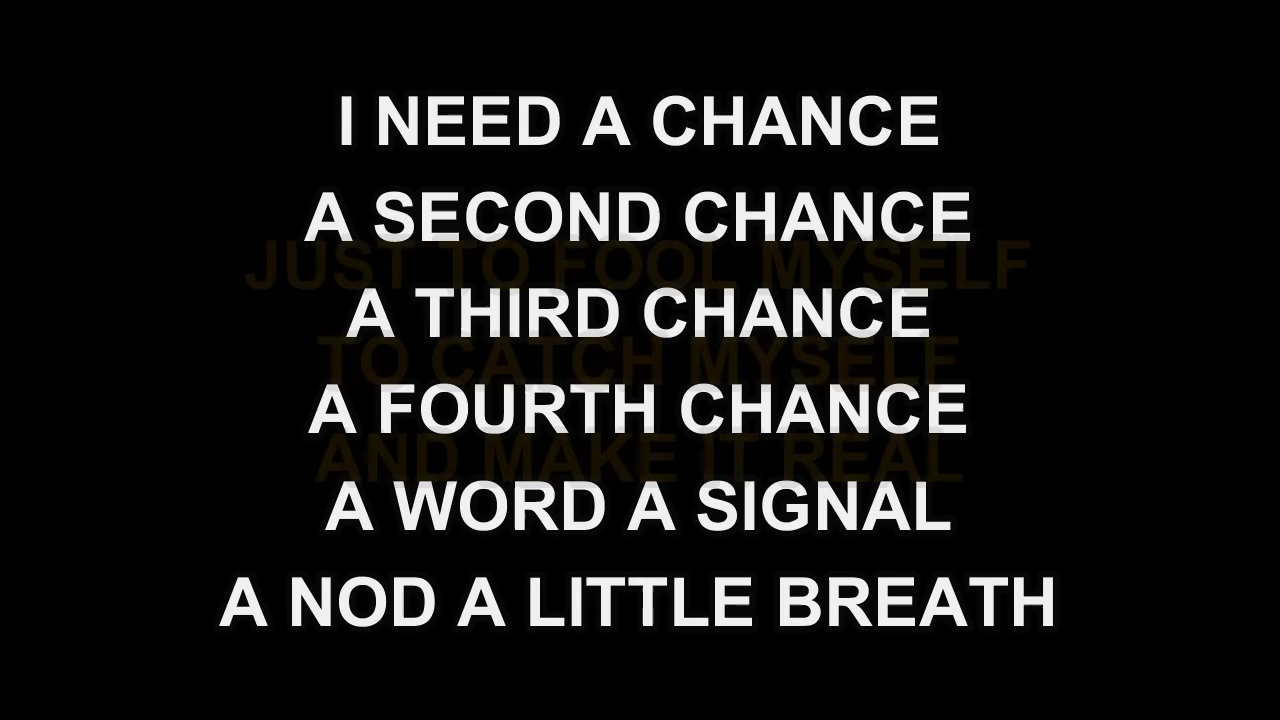 I NEED A CHANCE
A SECOND CHANCE
JUST TO FOOL MYSELF
A THIRD CHANCE
TO CATCH MYSELF
A FOURTH CHANCE
AND MAKE IT REAL
A WORD A SIGNAL
A NOD A LITTLE BREATH